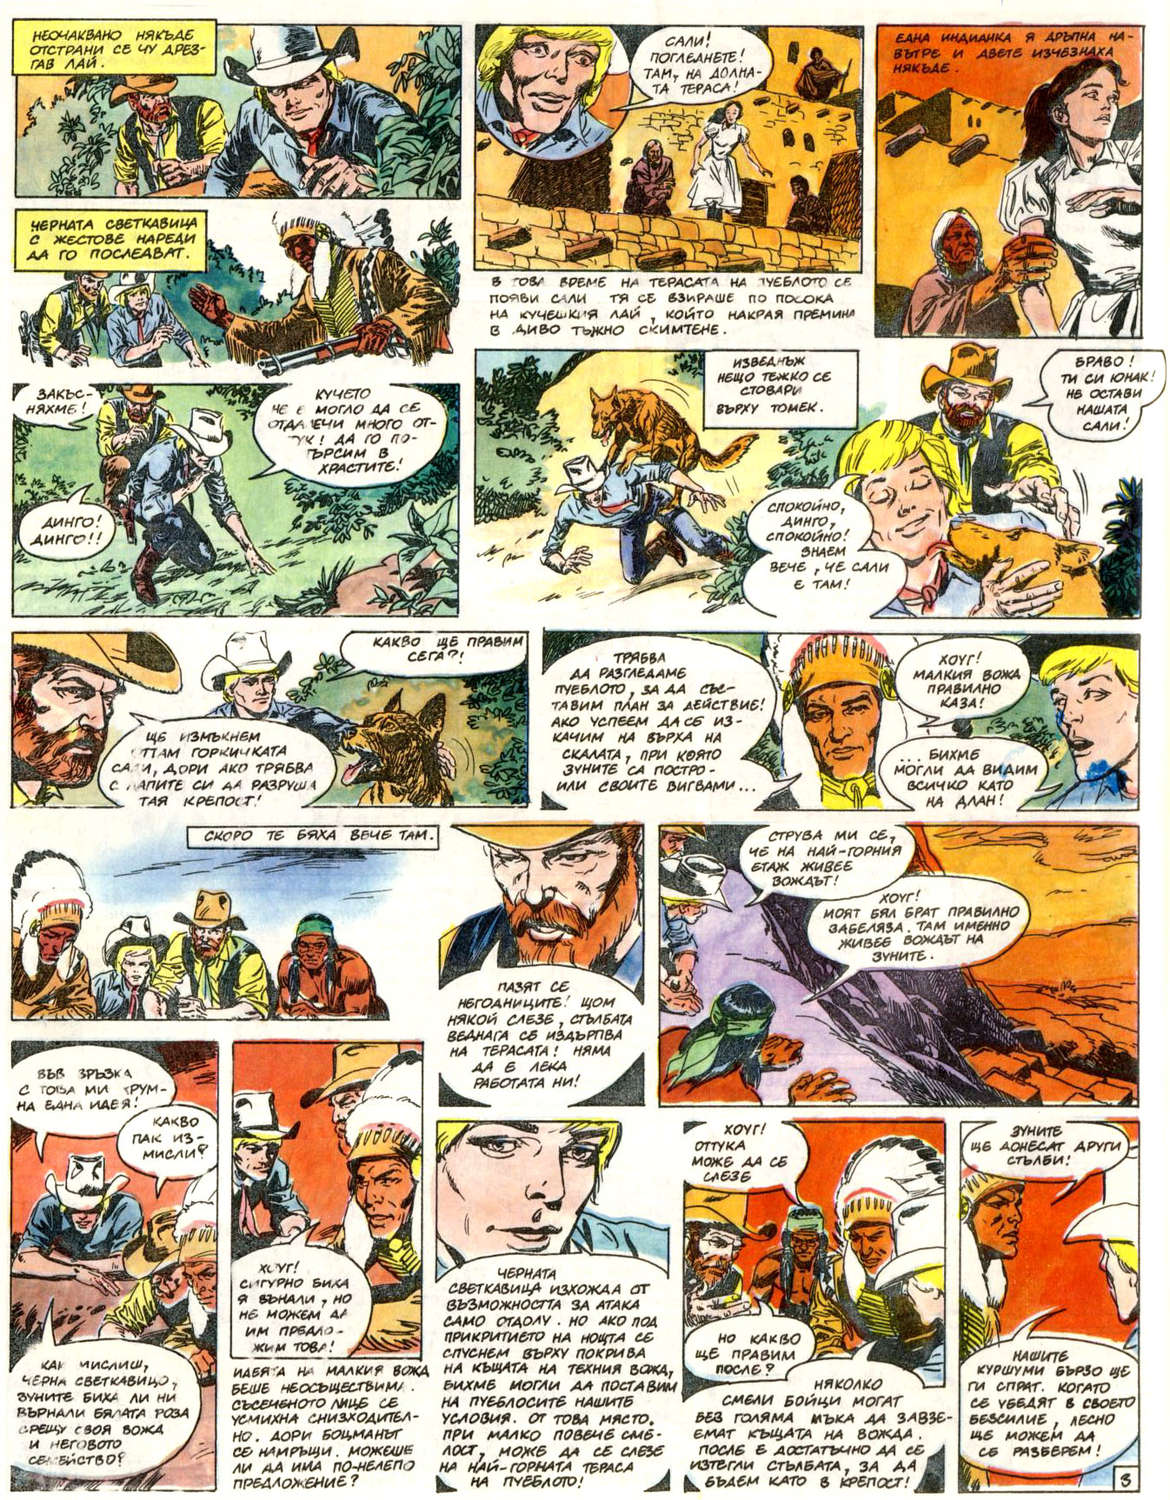 НЕОЧАКВАНО НЯКЪДЕ
ОТСТРАНИ СЕ ЧУ ДРЕЗ-
ГАВ ЛАЙ.
САЛИ!
ПОГЛЕДНЕТЕ!
ТАМ, НА ДОЛНА-
ТА ТЕРАСА!
ЕДНА ИНДИАНКА Я ДРЪПНА НА-
ВЪТРЕ И ДВЕТЕ ИЗЧЕЗНАХА
НЯКЪДЕ.
ЧЕРНАТА СВЕТКАВИЦА
С ЖЕСТОВЕ НАРЕДИ
ДА ГО ПОСЛЕДВАТ.
В ТОВА ВРЕМЕ НА ТЕРАСАТА НА ПУЕБЛОТО СЕ
ПОЯВИ САЛИ. ТЯ СЕ ВЗИРАШЕ ПО ПОСОКА
НА КУЧЕШКИЯ ЛАЙ, КОЙТО НАКРАЯ ПРЕМИНА
В ДИВО ТЪЖНО СКИМТЕНЕ.
ЗАКЪС-
НЯХМЕ!
КУЧЕТО
НЕ Е МОГЛО ДА СЕ
ОТДАЛЕЧИ МНОГО ОТ-
ТУК! ДА ГО ПО-
ТЪРСИМ В
ХРАСТИТЕ!
ДИНГО!
ДИНГО!!
ИЗВЕДНЪЖ
НЕЩО ТЕЖКО СЕ
СТОВАРИ
ВЪРХУ ТОМЕК.
БРАВО!
ТИ СИ ЮНАК!
НЕ ОСТАВИ
НАШАТА
САЛИ!
СПОКОЙНО,
ДИНГО,
СПОКОЙНО!
ЗНАЕМ
ВЕЧЕ, ЧЕ САЛИ
Е ТАМ!
КАКВО ЩЕ ПРАВИМ
СЕГА?!
ЩЕ ИЗМЪКНЕМ
ОТТАМ ГОРКИЧКАТА
САЛИ, ДОРИ АКО ТРЯБВА
С ЛАПИТЕ СИ ДА РАЗРУША
ТАЯ КРЕПОСТ!
ТРЯБВА
ДА РАЗГЛЕДАМЕ
ПУЕБЛОТО, ЗА ДА СЪС-
ТАВИМ ПЛАН ЗА ДЕЙСТВИЕ!
АКО УСПЕЕМ ДА СЕ ИЗ-
КАЧИМ НА ВЪРХА НА
СКАЛАТА, ПРИ КОЯТО
ЗУНИТЕ СА ПОСТРО-
ИЛИ СВОИТЕ ВИГВАМИ...
ХОУГ!
МАЛКИЯ ВОЖД
ПРАВИЛНО
КАЗА!
...БИХМЕ
МОГЛИ ДА ВИДИМ
ВСИЧКО КАТО
НА ДЛАН!
СКОРО ТЕ БЯХА ВЕЧЕ ТАМ.
ПАЗЯТ СЕ
НЕГОДНИЦИТЕ! ЩОМ
НЯКОЙ СЛЕЗЕ, СТЪЛБАТА
ВЕДНАГА СЕ ИЗДЪРПВА
НА ТЕРАСАТА! НЯМА
ДА Е ЛЕКА
РАБОТАТА НИ!
СТРУВА МИ СЕ,
ЧЕ НА НАЙ-ГОРНИЯ
ЕТАЖ ЖИВЕЕ
ВОЖДЪТ!
ХОУГ!
МОЯТ БЯЛ БРАТ ПРАВИЛНО
ЗАБЕЛЯЗА. ТАМ ИМЕННО
ЖИВЕЕ ВОЖДЪТ НА
ЗУНИТЕ.
ВЪВ ВРЪЗКА
С ТОВА МИ ХРУМ-
НА ЕДНА ИДЕЯ!
КАКВО
ПАК ИЗ-
МИСЛИ?
КАК МИСЛИШ,
ЧЕРНА СВЕТКАВИЦО,
ЗУНИТЕ БИХА ЛИ НИ
ВЪРНАЛИ БЯЛАТА РОЗА
СРЕЩУ СВОЯ ВОЖД
И НЕГОВОТО
СЕМЕЙСТВО?
ХОУГ!
СИГУРНО БИХА
Я ВЪНАЛИ, НО
НЕ МОЖЕМ ДА
ИМ ПРЕДЛО-
ЖИМ ТОВА!
ИДЕЯТА НА МАЛКИЯ ВОЖД
БЕШЕ НЕОСЪЩЕСТВИМА.
СЪСЕЧЕНОТО ЛИЦЕ СЕ
УСМИХНА СНИЗХОДИТЕЛ-
НО. ДОРИ БОЦМАНЪТ
СЕ НАМРЪЩИ. МОЖЕШЕ
ЛИ ДА ИМА ПО-НЕЛЕПО
ПРЕДЛОЖЕНИЕ?
ЧЕРНАТА
СВЕТКАВИЦА ИЗХОЖДА ОТ
ВЪЗМОЖНОСТТА ЗА АТАКА
САМО ОТДОЛУ. НО АКО ПОД
ПРИКРИТИЕТО НА НОЩТА СЕ
СПУСНЕМ ВЪРХУ ПОКРИВА
НА КЪЩАТА НА ТЕХНИЯ ВОЖД,
БИХМЕ МОГЛИ ДА ПОСТАВИМ
НА ПУЕБЛОСИТЕ НАШИТЕ
УСЛОВИЯ. ОТ ТОВА МЯСТО,
ПРИ МАЛКО ПОВЕЧЕ СМЕ-
ЛОСТ, МОЖЕ ДА СЕ СЛЕЗЕ
НА НАЙ-ГОРНАТА ТЕРАСА
НА ПУЕБЛОТО!
ХОУГ!
ОТТУКА
МОЖЕ ДА СЕ
СЛЕЗЕ
НО КАКВО
ЩЕ ПРАВИМ
ПОСЛЕ?
НЯКОЛКО
СМЕЛИ БОЙЦИ МОГАТ
БЕЗ ГОЛЯМА МЪКА ДА ЗАВЗЕ-
МАТ КЪЩАТА НА ВОЖДА.
ПОСЛЕ Е ДОСТАТЪЧНО ДА СЕ
ИЗТЕГЛИ СТЪЛБАТА, ЗА ДА
БЪДЕМ КАТО В КРЕПОСТ!
ЗУНИТЕ
ЩЕ ДОНЕСАТ ДРУГИ
СТЪЛБИ!
НАШИТЕ
КУРШУМИ БЪРЗО ЩЕ
ГИ СПРАТ. КОГАТО
СЕ УБЕДЯТ В СВОЕТО
БЕЗСИЛИЕ, ЛЕСНО
ЩЕ МОЖЕМ ДА
СЕ РАЗБЕРЕМ!
3